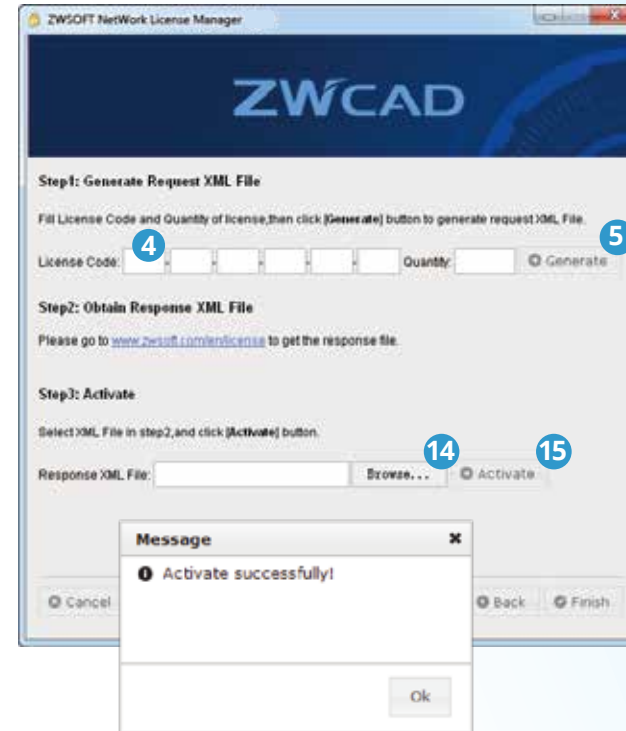 ZWSOFT NetWork License Manager
ZWCAD
Step1: Generate Request XML File
Fill License Code and Quantity of license,then click [Generate] button to generate request XML File.
4
5
License Code: - - - - - Quantity: Generate
Step2: Obtain Response XML File
Please go to www.zwsoft.com/en/license to get the response file.
Step3: Activate
Select XML File in step2,and click [Activate] button.
14
15
Response XML File: Browse... Activate
Message
Activate successfully!
Cancel Back Finish
Ok